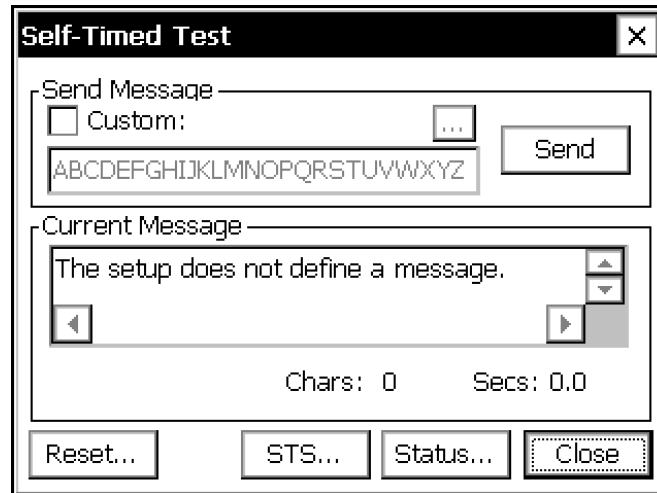 Self-Timed Test
Send Message
Custom:
...
Send
ABCDEFGHIJKLMNOPQRSTUVWXYZ
Current Message
The setup does not define a message.
Chars: 0 Secs: 0.0
Reset... STS... Status... Close